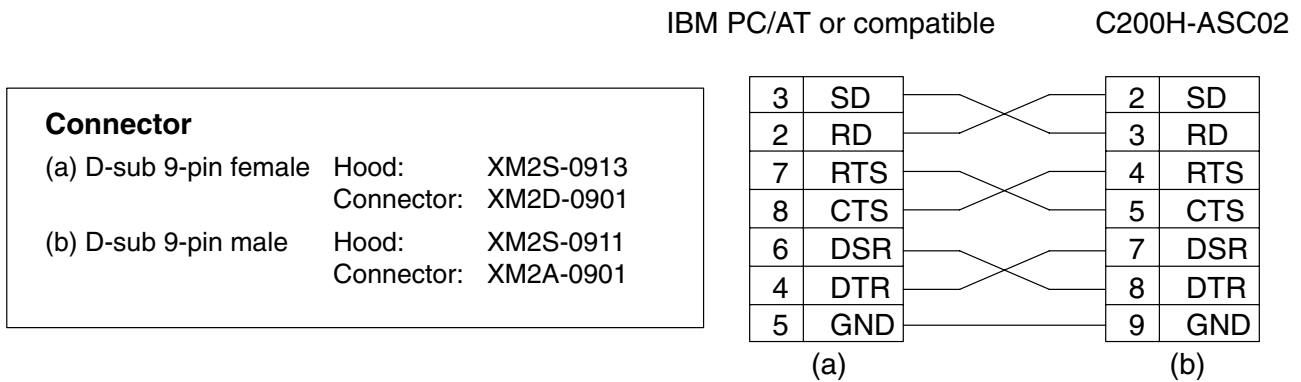 IBM PC/AT or compatible C200H-ASC02
Connector
(a) D-sub 9-pin female Hood: XM2S-0913
Connector: XM2D-0901
(b) D-sub 9-pin male Hood: XM2S-0911
Connector: XM2A-0901
3 SD 2 SD
2 RD 3 RD
7 RTS 4 RTS
8 CTS 5 CTS
6 DSR 7 DSR
4 DTR 8 DTR
5 GND 9 GND
(a) (b)